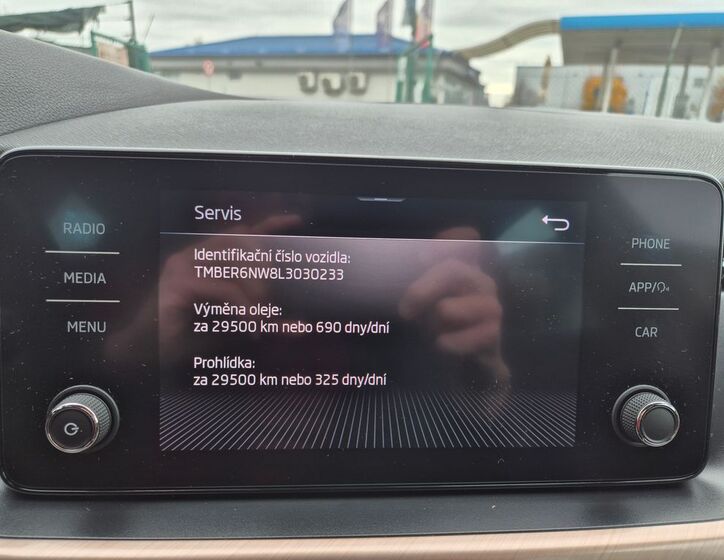 Servis
RADIO
PHONE
Identifikační číslo vozidla:
TMBER6NW8L3030233
MEDIA
APP/
Výměna oleje:
za 29500 km nebo 690 dny/dní
MENU
CAR
Prohlídka:
za 29500 km nebo 325 dny/dní